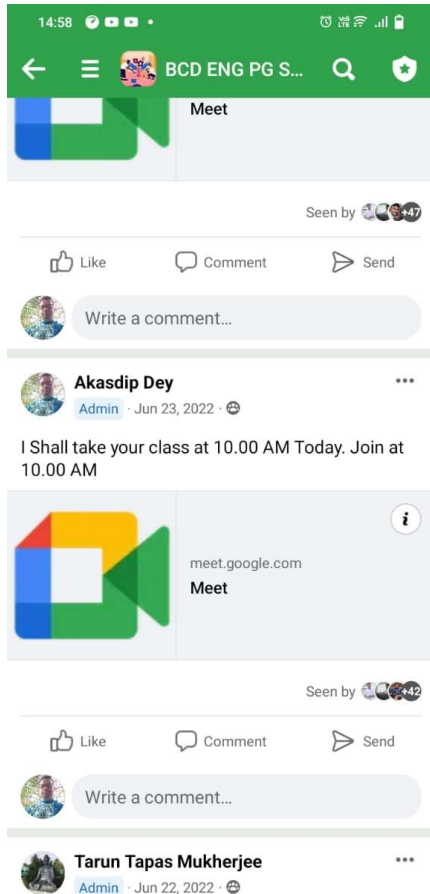 14:58
BCD ENG PG S...
Meet
Seen by +47
Like Comment Send
Write a comment...
Akasdip Dey
Admin · Jun 23, 2022 ·
I Shall take your class at 10.00 AM Today. Join at
10.00 AM
meet.google.com
Meet
Seen by +42
Like Comment Send
Write a comment...
Tarun Tapas Mukherjee
Admin · Jun 22, 2022 ·